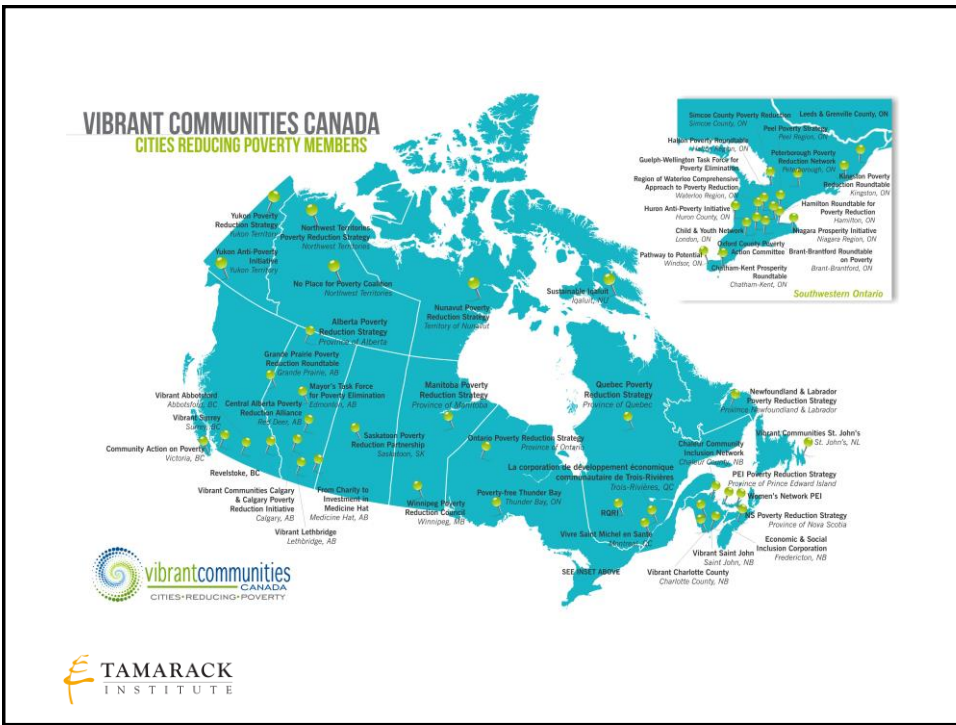 VIBRANT COMMUNITIES CANADA
CITIES REDUCING POVERTY MEMBERS
Yukon Poverty
Reduction Strategy
Yukon Territory
Northwest Territories
Poverty Reduction Strategy
Northwest Territories
Yukon Anti-Poverty
Initiative
Yukon Territory
No Place for Poverty Coalition
Northwest Territories
Nunavut Poverty
Reduction Strategy
Territory of Nunavut
Sustainable Iqaluit
Iqaluit, NU
Alberta Poverty
Reduction Strategy
Province of Alberta
Grande Prairie Poverty
Reduction Roundtable
Grande Prairie, AB
Mayor's Task Force
for Poverty Elimination
Edmonton, AB
Vibrant Abbotsford
Abbotsford, BC
Central Alberta Poverty
Reduction Alliance
Red Deer, AB
Vibrant Surrey
Surrey, BC
Community Action on Poverty
Victoria, BC
Revelstoke, BC
Vibrant Communities Calgary
& Calgary Poverty
Reduction Initiative
Calgary, AB
From Charity to
Investment in
Medicine Hat
Medicine Hat, AB
Vibrant Lethbridge
Lethbridge, AB
Saskatoon Poverty
Reduction Partnership
Saskatoon, SK
Manitoba Poverty
Reduction Strategy
Province of Manitoba
Winnipeg Poverty
Reduction Council
Winnipeg, MB
Ontario Poverty Reduction Strategy
Province of Ontario
Poverty-free Thunder Bay
Thunder Bay, ON
Quebec Poverty
Reduction Strategy
Province of Quebec
La corporation de développement économique
communautaire de Trois-Rivières
Trois-Rivières, QC
RQRI
Vivre Saint Michel en Santé
SEE INSET ABOVE
Newfoundland & Labrador
Poverty Reduction Strategy
Province Newfoundland & Labrador
Vibrant Communities St. John's
St. John's, NL
Chaleur Community
Inclusion Network
Chaleur County, NB
PEI Poverty Reduction Strategy
Province of Prince Edward Island
Women's Network PEI
NS Poverty Reduction Strategy
Province of Nova Scotia
Economic & Social
Inclusion Corporation
Fredericton, NB
Vibrant Saint John
Saint John, NB
Vibrant Charlotte County
Charlotte County, NB
Simcoe County Poverty Reduction
Simcoe County, ON
Leeds & Grenville County, ON
Peel Poverty Strategy
Peel Region, ON
Halton Poverty Roundtable
Halton Region, ON
Peterborough Poverty
Reduction Network
Peterborough, ON
Guelph-Wellington Task Force for
Poverty Elimination
Kingston Poverty
Reduction Roundtable
Kingston, ON
Region of Waterloo Comprehensive
Approach to Poverty Reduction
Waterloo Region, ON
Hamilton Roundtable for
Poverty Reduction
Hamilton, ON
Huron Anti-Poverty Initiative
Huron County, ON
Niagara Prosperity Initiative
Niagara Region, ON
Child & Youth Network
London, ON
Oxford County Poverty
Action Committee
Brant-Brantford Roundtable
on Poverty
Brant-Brantford, ON
Pathway to Potential
Windsor, ON
Chatham-Kent Prosperity
Roundtable
Chatham-Kent, ON
Southwestern Ontario
vibrantcommunities
CANADA
CITIES•REDUCING•POVERTY
TAMARACK
INSTITUTE